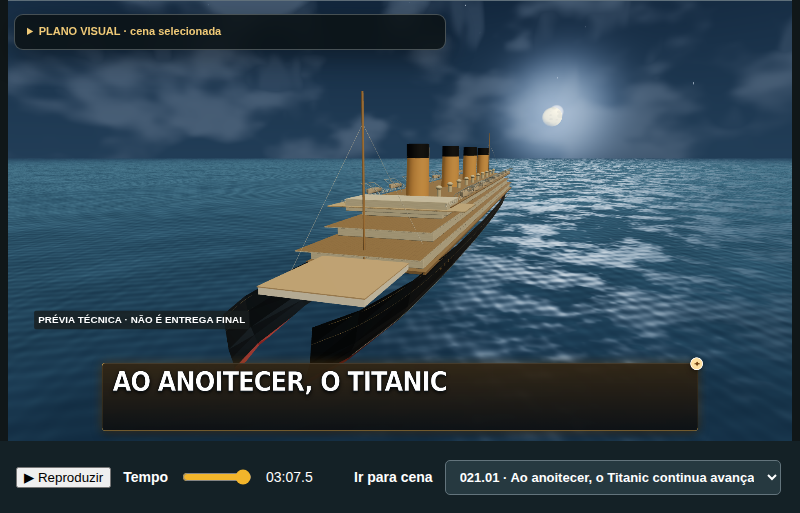 ▶ PLANO VISUAL · cena selecionada
PRÉVIA TÉCNICA · NÃO É ENTREGA FINAL
AO ANOITECER, O TITANIC
▶ Reproduzir Tempo 03:07.5 Ir para cena 021.01 · Ao anoitecer, o Titanic continua avança